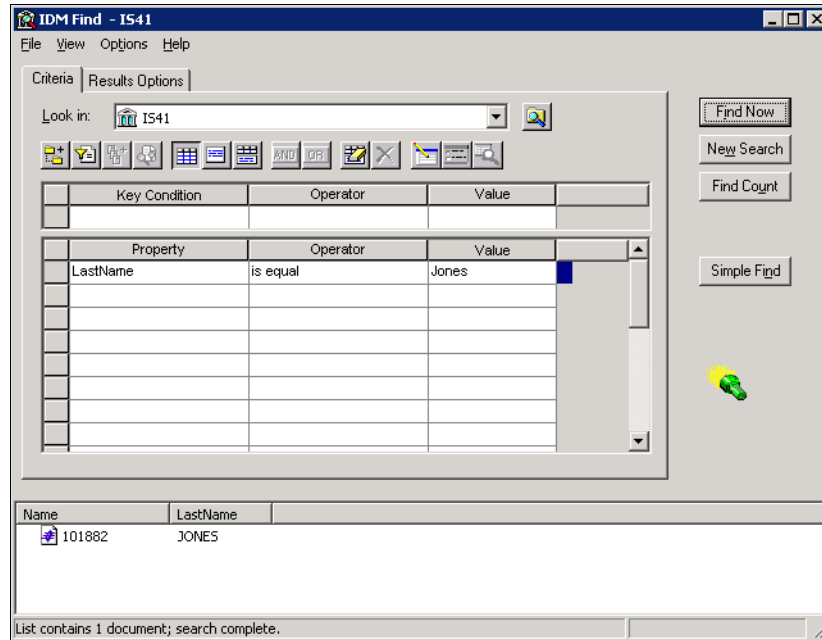 IDM Find - IS41
File View Options Help
Criteria Results Options
Look in: IS41
Find Now
AND OR
New Search
Key Condition Operator Value
Find Count
Property Operator Value
LastName is equal Jones
Simple Find
Name LastName
101882 JONES
List contains 1 document; search complete.